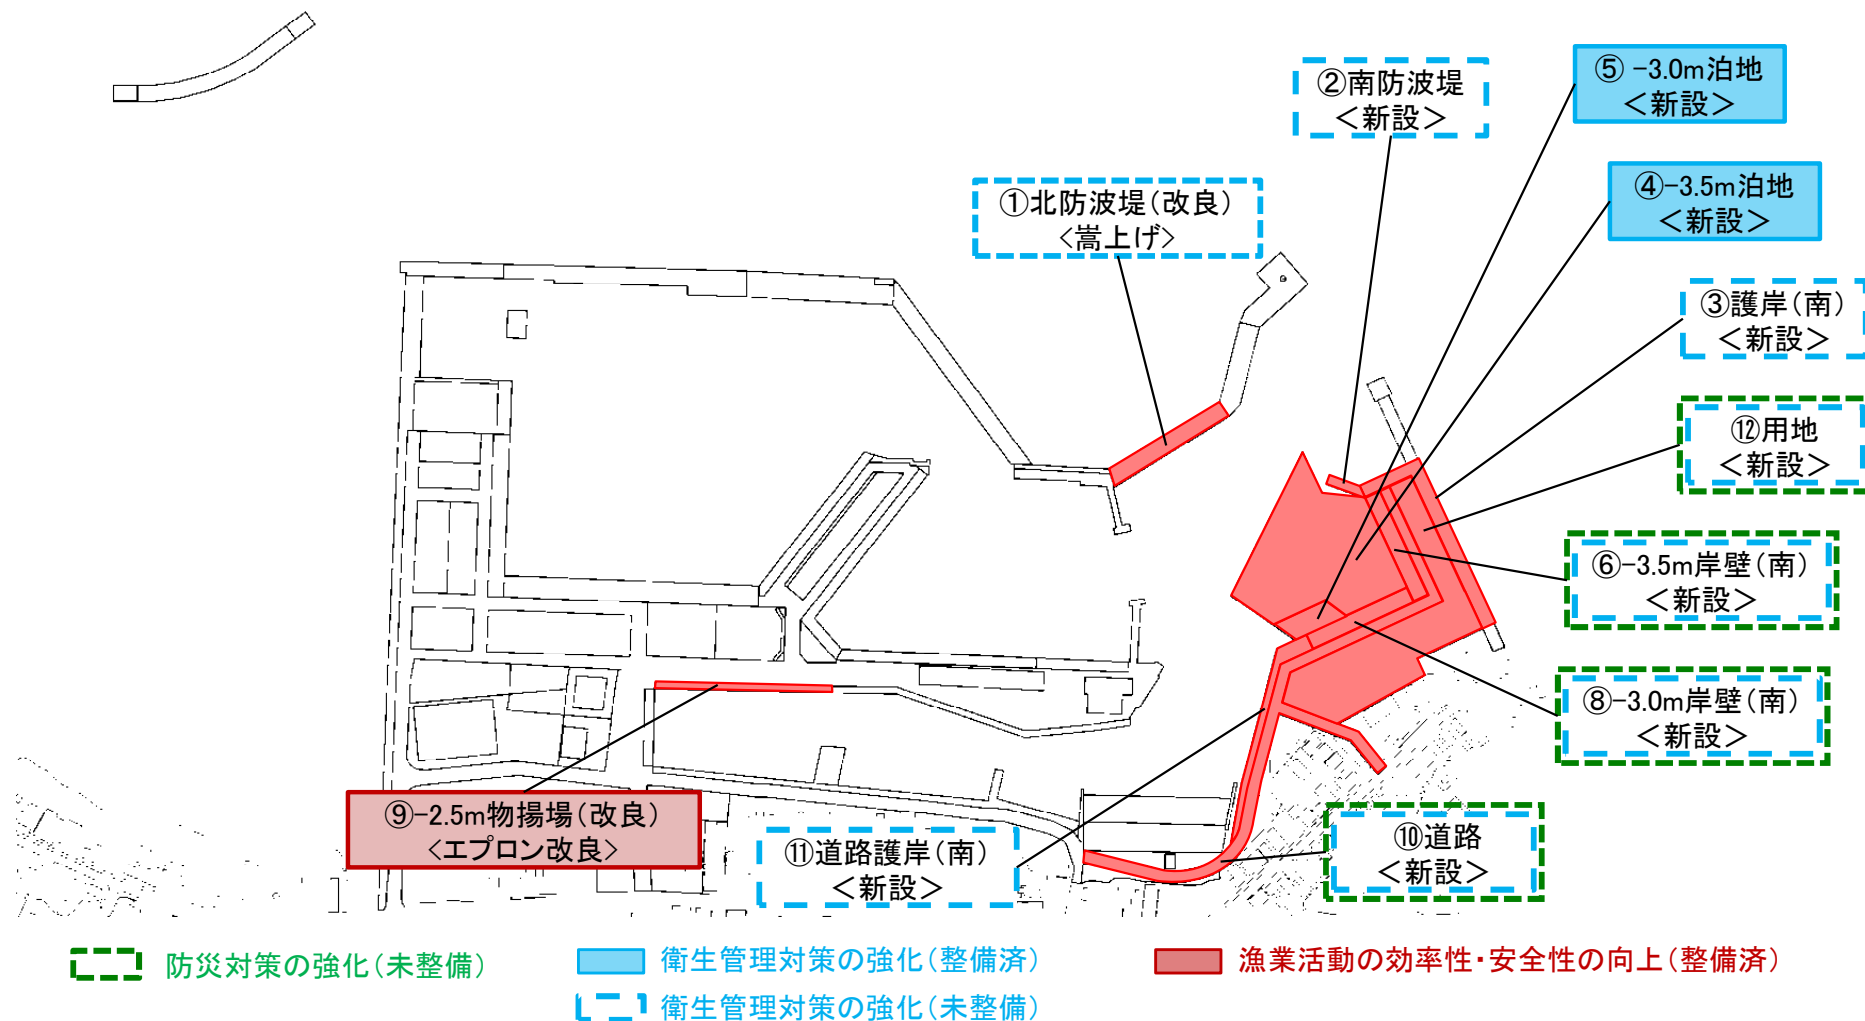 ⑤-3.0m泊地
＜新設＞
②南防波堤
＜新設＞
④-3.5m泊地
＜新設＞
①北防波堤(改良)
<嵩上げ>
③護岸(南)
＜新設＞
⑫用地
＜新設＞
⑥-3.5m岸壁(南)
＜新設＞
⑧-3.0m岸壁(南)
＜新設＞
⑨-2.5m物揚場(改良)
<エプロン改良>
⑪道路護岸(南)
＜新設＞
⑩道路
＜新設＞
防災対策の強化(未整備)
衛生管理対策の強化(整備済)
漁業活動の効率性・安全性の向上(整備済)
衛生管理対策の強化(未整備)